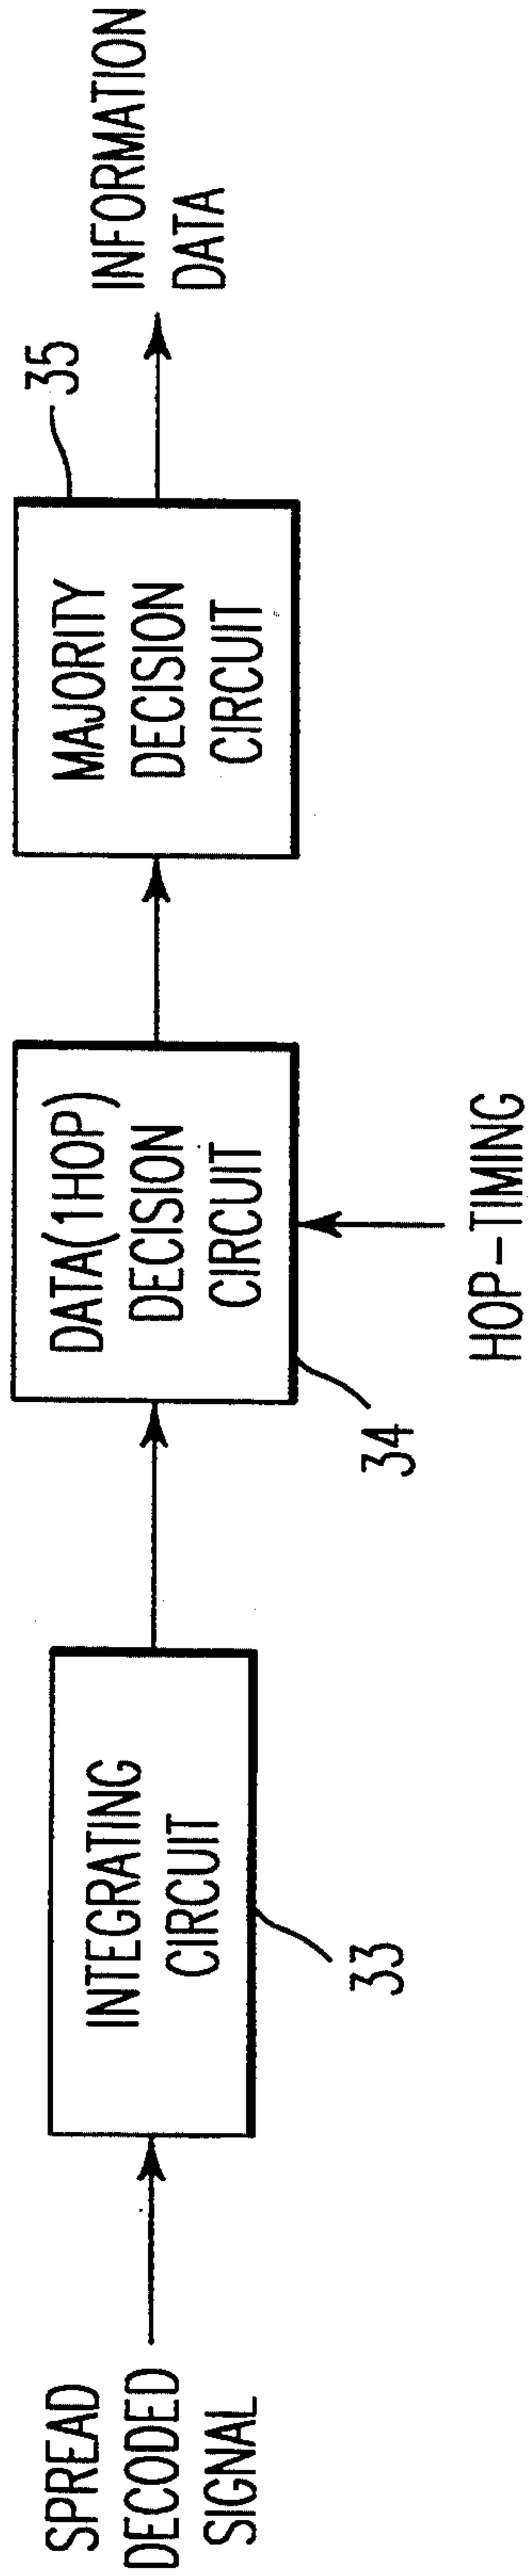 SPREAD
DECODED
SIGNAL
INTEGRATING
CIRCUIT
33
DATA(1HOP)
DECISION
CIRCUIT
34
HOP-TIMING
MAJORITY
DECISION
CIRCUIT
35
INFORMATION
DATA